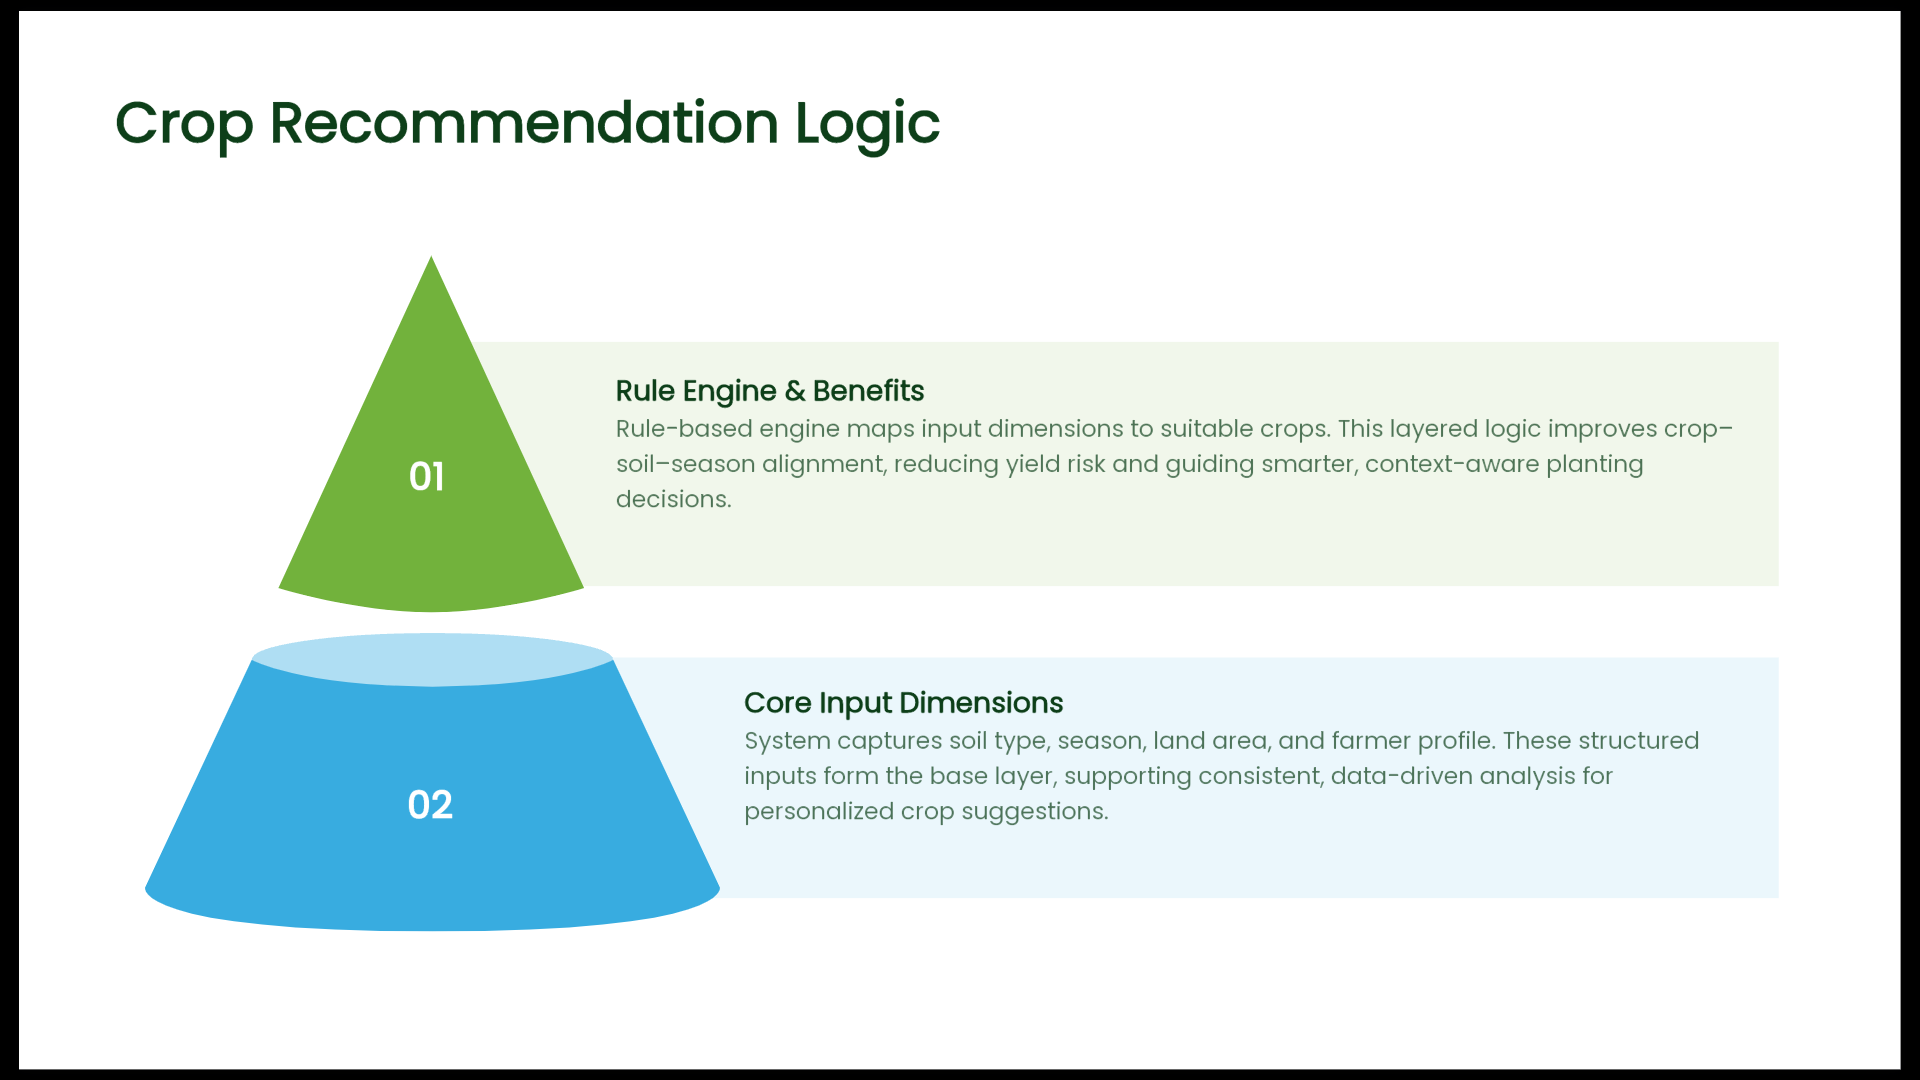 Crop Recommendation Logic
01
Rule Engine & Benefits
Rule-based engine maps input dimensions to suitable crops. This layered logic improves crop–
soil–season alignment, reducing yield risk and guiding smarter, context-aware planting
decisions.
02
Core Input Dimensions
System captures soil type, season, land area, and farmer profile. These structured
inputs form the base layer, supporting consistent, data-driven analysis for
personalized crop suggestions.